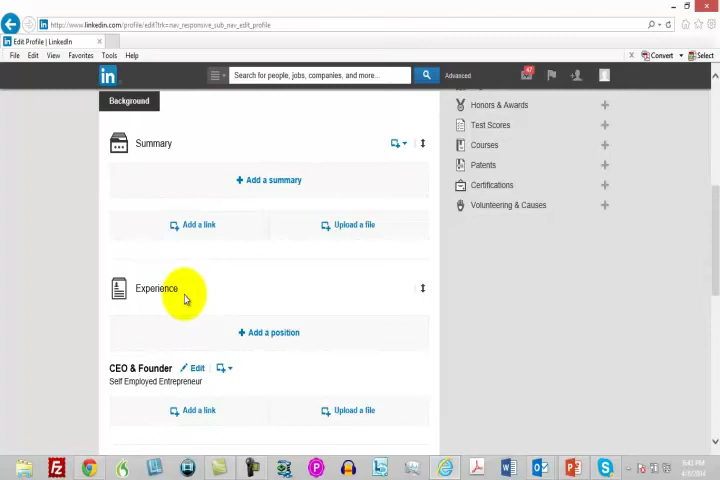 http://www.linkedin.com/profile/edit?trk=nav_responsive_sub_nav_edit_profile
Edit Profile | LinkedIn
File Edit View Favorites Tools Help
Convert Select
in Search for people, jobs, companies, and more... Advanced
Background
Honors & Awards
Test Scores
Courses
Patents
Certifications
Volunteering & Causes
Summary
Add a summary
Add a link Upload a file
Experience
Add a position
CEO & Founder Edit
Self Employed Entrepreneur
Add a link Upload a file